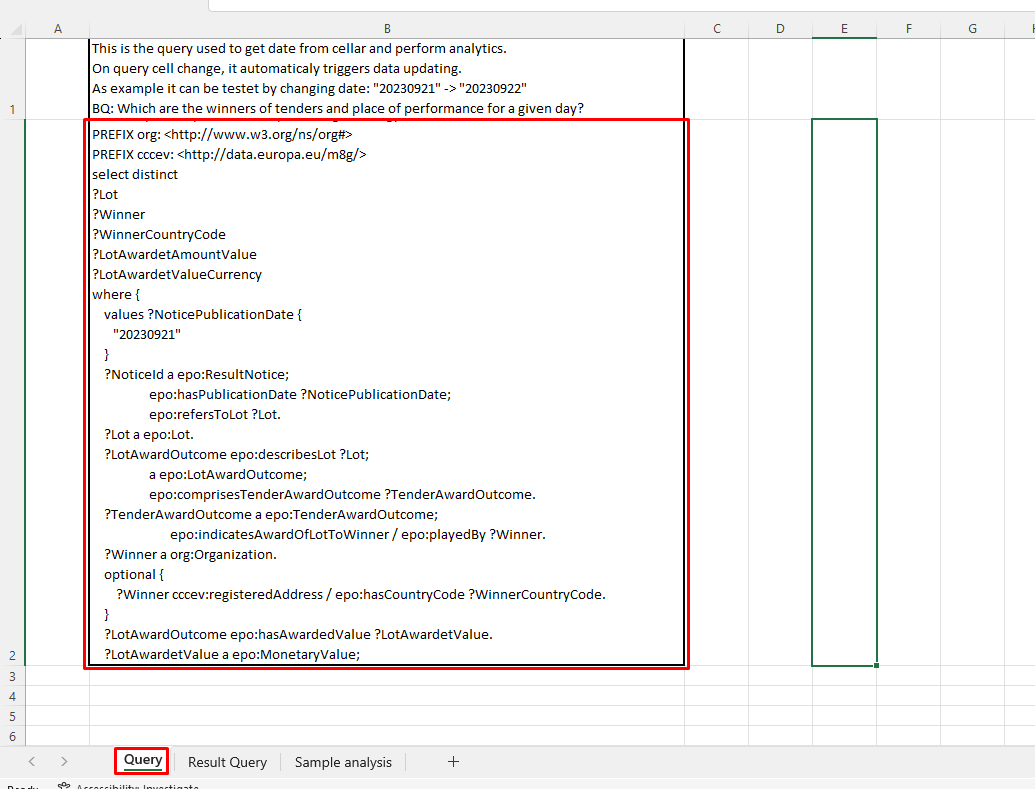 A B C D E F G
This is the query used to get date from cellar and perform analytics.
On query cell change, it automaticaly triggers data updating.
As example it can be testet by changing date: "20230921" -> "20230922"
1 BQ: Which are the winners of tenders and place of performance for a given day?
PREFIX org: <http://www.w3.org/ns/org#>
PREFIX cccev: <http://data.europa.eu/m8g/>
select distinct
?Lot
?Winner
?WinnerCountryCode
?LotAwardetAmountValue
?LotAwardetValueCurrency
where {
values ?NoticePublicationDate {
"20230921"
}
?NoticeId a epo:ResultNotice;
epo:hasPublicationDate ?NoticePublicationDate;
epo:refersToLot ?Lot.
?Lot a epo:Lot.
?LotAwardOutcome epo:describesLot ?Lot;
a epo:LotAwardOutcome;
epo:comprisesTenderAwardOutcome ?TenderAwardOutcome.
?TenderAwardOutcome a epo:TenderAwardOutcome;
epo:indicatesAwardOfLotToWinner / epo:playedBy ?Winner.
?Winner a org:Organization.
optional {
?Winner cccev:registeredAddress / epo:hasCountryCode ?WinnerCountryCode.
}
?LotAwardOutcome epo:hasAwardedValue ?LotAwardetValue.
2 ?LotAwardetValue a epo:MonetaryValue;
3
4
5
6
Query Result Query Sample analysis +
Ready Accessibility: Investigate